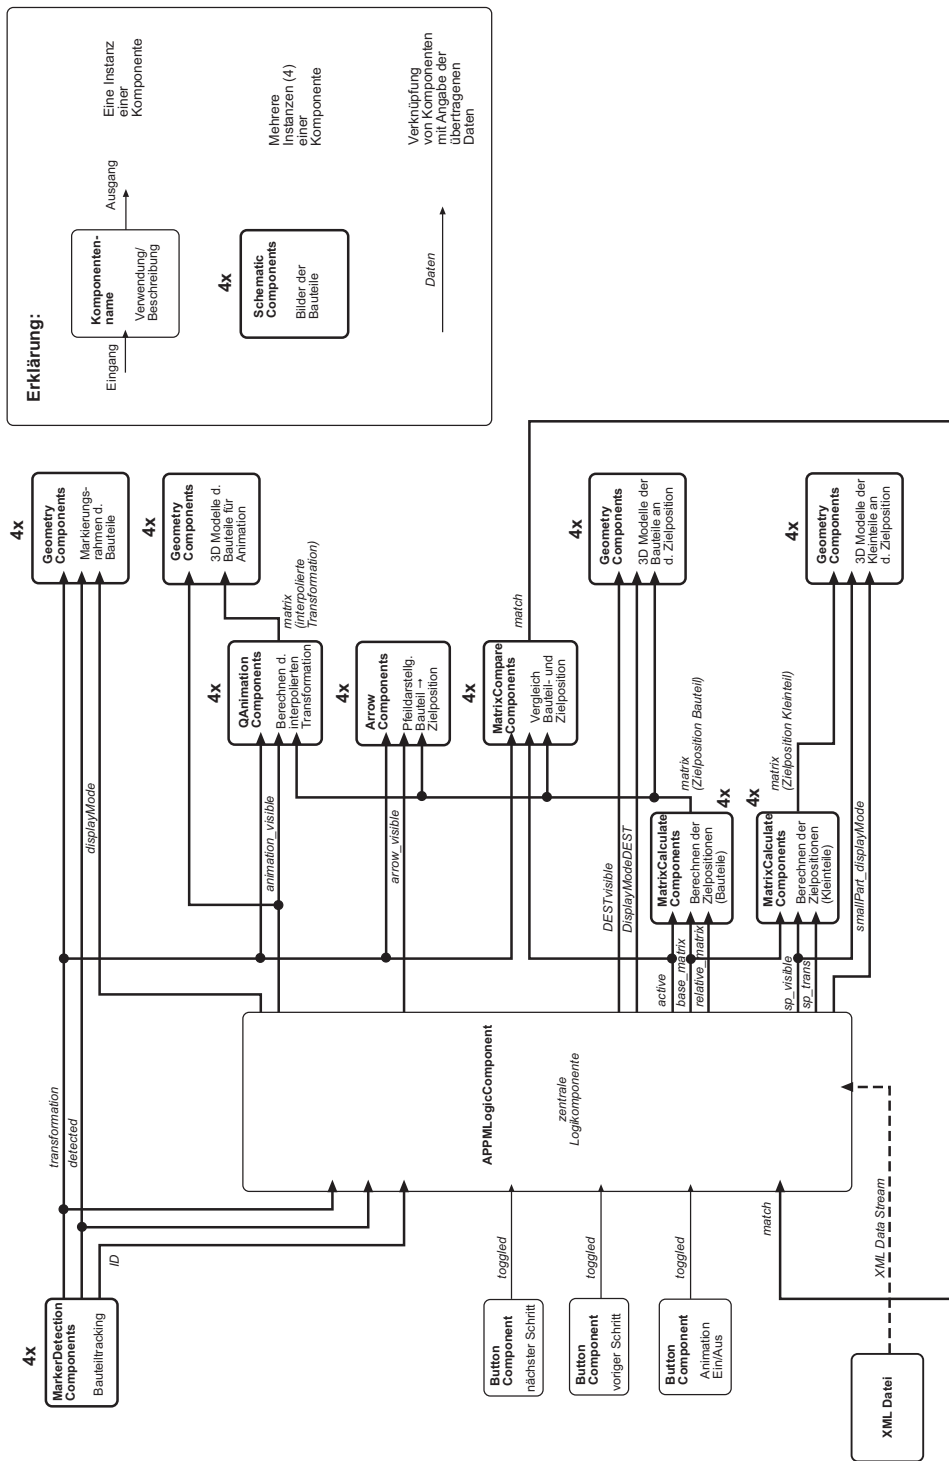 Erklärung:
Eingang
Komponenten-
name
Verwendung/
Beschreibung
Ausgang
Eine Instanz
einer
Komponente
4x
Schematic
Components
Bilder der
Bauteile
Mehrere
Instanzen (4)
einer
Komponente
Daten
Verknüpfung
von Komponenten
mit Angabe der
übertragenen
Daten
4x
MarkerDetection
Components
Bauteiltracking
transformation
detected
ID
displayMode
4x
Geometry
Components
Markierungs-
rahmen d.
Bauteile
4x
Geometry
Components
3D Modelle d.
Bauteile für
Animation
animation_visible
4x
QAnimation
Components
Berechnen d.
interpolierten
Transformation
matrix
(interpolierte
Transformation)
arrow_visible
4x
Arrow
Components
Pfeildarstellg.
Bauteil →
Zielposition
4x
MatrixCompare
Components
Vergleich
Bauteil- und
Zielposition
match
APPMLogicComponent
zentrale
Logikomponente
Button
Component
nächster Schritt
toggled
Button
Component
voriger Schritt
toggled
Button
Component
Animation
Ein/Aus
toggled
match
DESTvisible
DisplayModeDEST
4x
Geometry
Components
3D Modelle der
Bauteile an
d. Zielposition
active
base_matrix
relative_matrix
MatrixCalculate
Components
Berechnen der
Zielpositionen
(Bauteile)
4x
matrix
(Zielposition Bauteil)
4x
MatrixCalculate
Components
Berechnen der
Zielpositionen
(Kleinteile)
matrix
(Zielposition Kleinteil)
sp_visible
sp_trans
smallPart_displayMode
4x
Geometry
Components
3D Modelle der
Kleinteile an
d. Zielposition
XML Datei
XML Data Stream